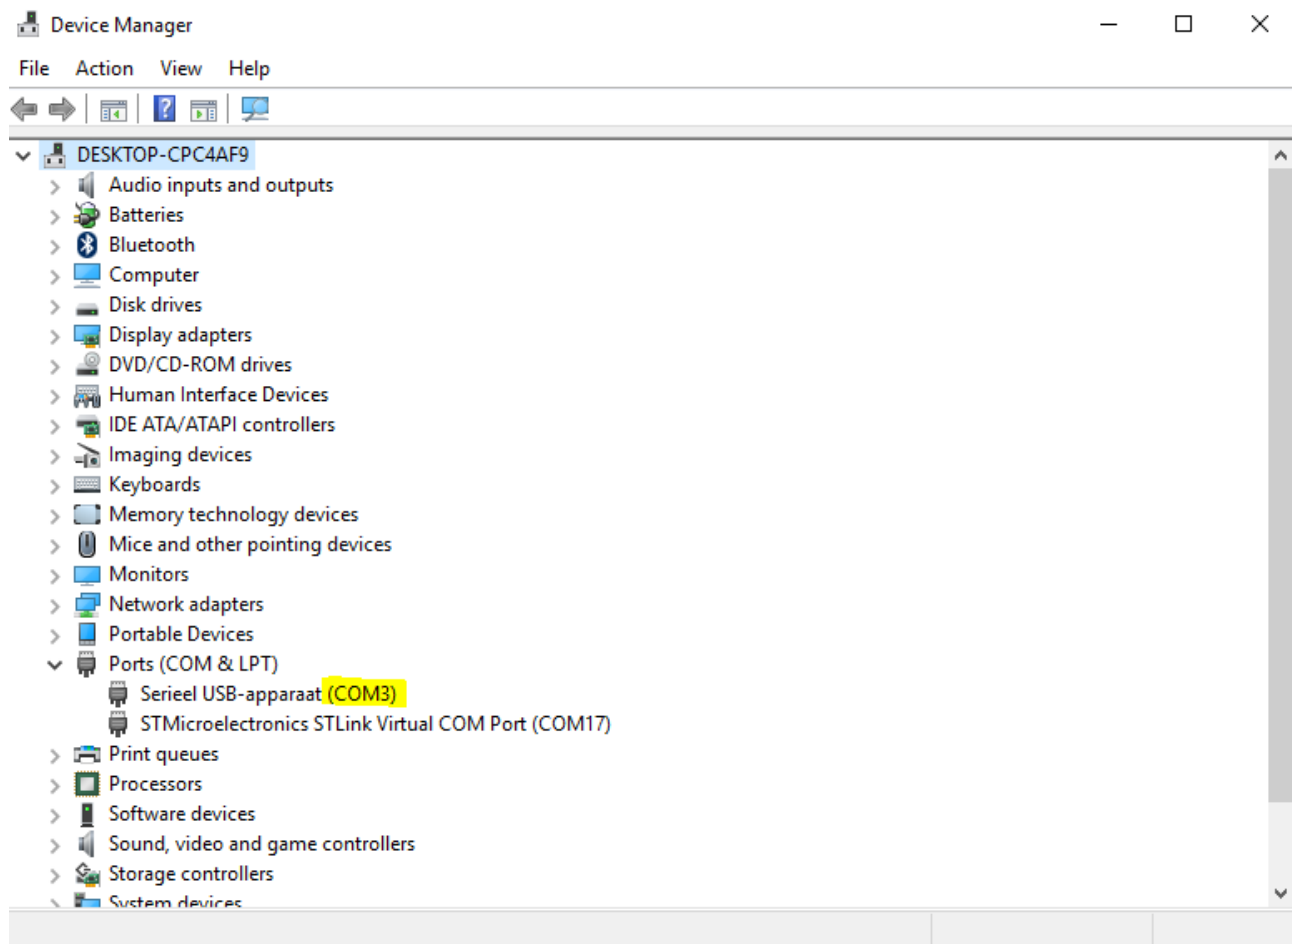 Device Manager
File Action View Help
DESKTOP-CPC4AF9
Audio inputs and outputs
Batteries
Bluetooth
Computer
Disk drives
Display adapters
DVD/CD-ROM drives
Human Interface Devices
IDE ATA/ATAPI controllers
Imaging devices
Keyboards
Memory technology devices
Mice and other pointing devices
Monitors
Network adapters
Portable Devices
Ports (COM & LPT)
Serieel USB-apparaat (COM3)
STMicroelectronics STLink Virtual COM Port (COM17)
Print queues
Processors
Software devices
Sound, video and game controllers
Storage controllers
System devices